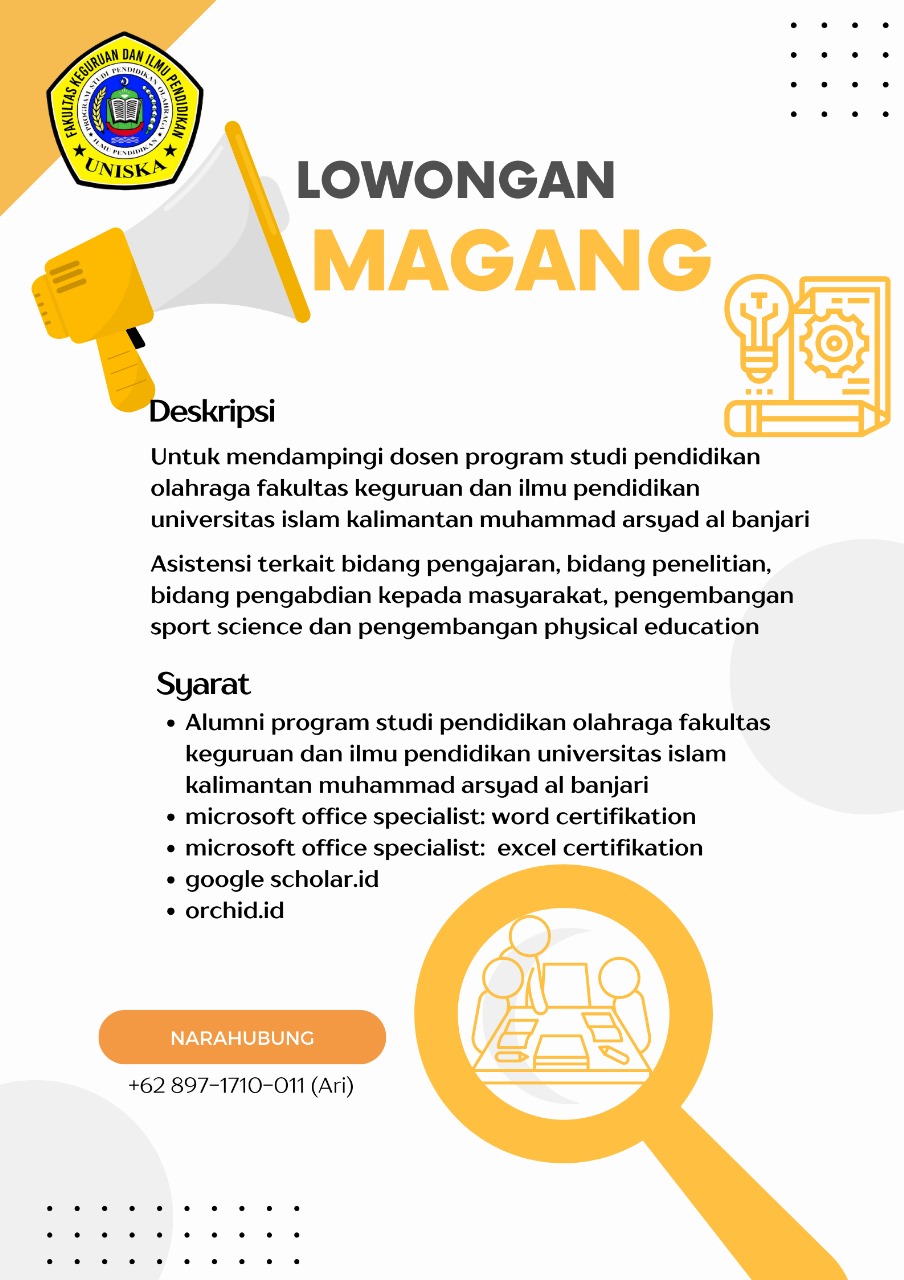 FAKULTAS KEGURUAN DAN ILMU PENDIDIKAN
PROGRAM STUDI PENDIDIKAN OLAHRAGA
ILMU PENDIDIKAN
UNISKA
LOWONGAN
MAGANG
Deskripsi
Untuk mendampingi dosen program studi pendidikan
olahraga fakultas keguruan dan ilmu pendidikan
universitas islam kalimantan muhammad arsyad al banjari
Asistensi terkait bidang pengajaran, bidang penelitian,
bidang pengabdian kepada masyarakat, pengembangan
sport science dan pengembangan physical education
Syarat
• Alumni program studi pendidikan olahraga fakultas
keguruan dan ilmu pendidikan universitas islam
kalimantan muhammad arsyad al banjari
• microsoft office specialist: word certifikation
• microsoft office specialist:  excel certifikation
• google scholar.id
• orchid.id
NARAHUBUNG
+62 897-1710-011 (Ari)